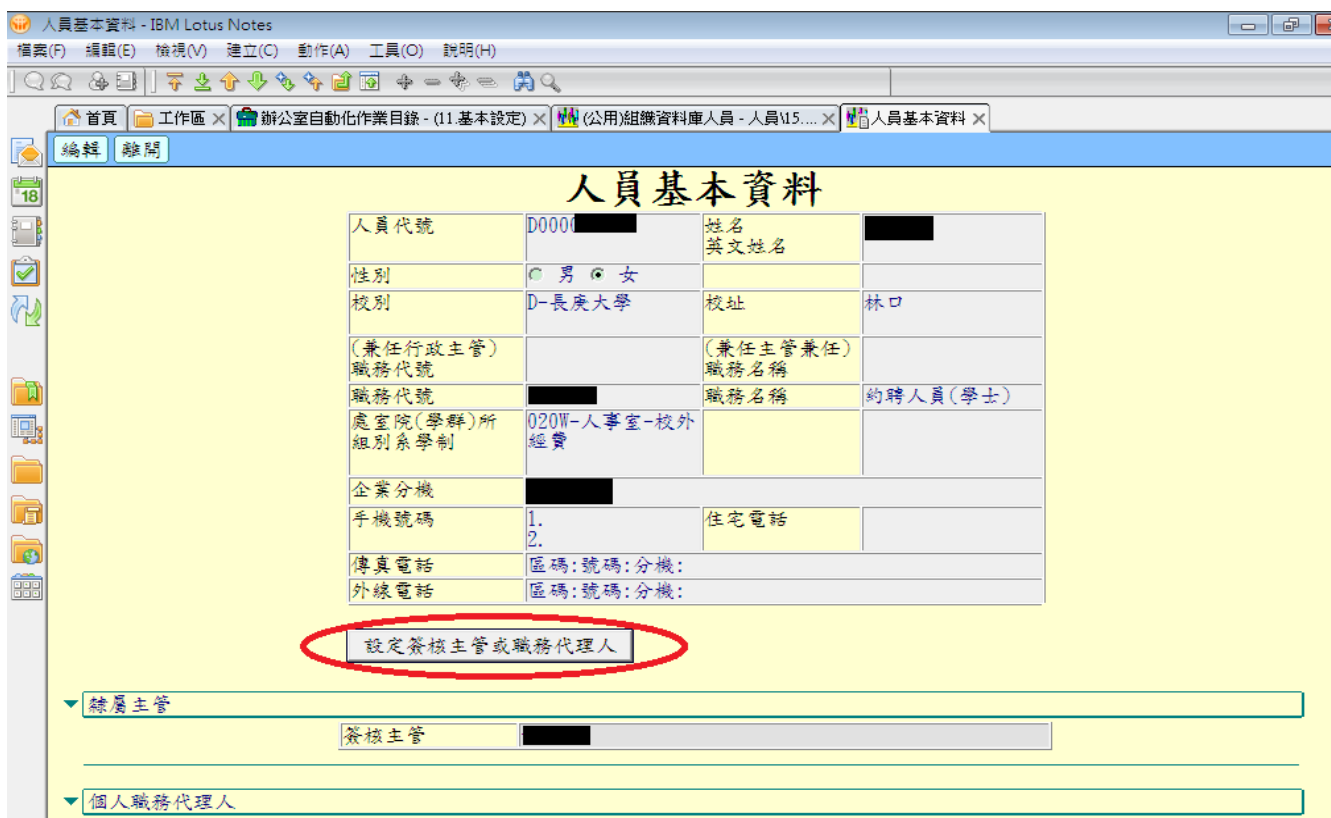 人員基本資料 - IBM Lotus Notes
檔案(F) 編輯(E) 檢視(V) 建立(C) 動作(A) 工具(O) 說明(H)
首頁 工作區 辦公室自動化作業目錄 - (11.基本設定) (公用)組織資料庫人員 - 人員\15.... 人員基本資料
編輯 離開
18
人員基本資料
人員代號 D000 姓名
英文姓名
性別 男 女
校別 D-長庚大學 校址 林口
(兼任行政主管) (兼任主管兼任)
職務代號 職務名稱
職務代號 職務名稱 約聘人員(學士)
處室院(學群)所 020W-人事室-校外
組別系學制 經費
企業分機
手機號碼 1. 住宅電話
2.
傳真電話 區碼:號碼:分機:
外線電話 區碼:號碼:分機:
設定簽核主管或職務代理人
隸屬主管
簽核主管
個人職務代理人